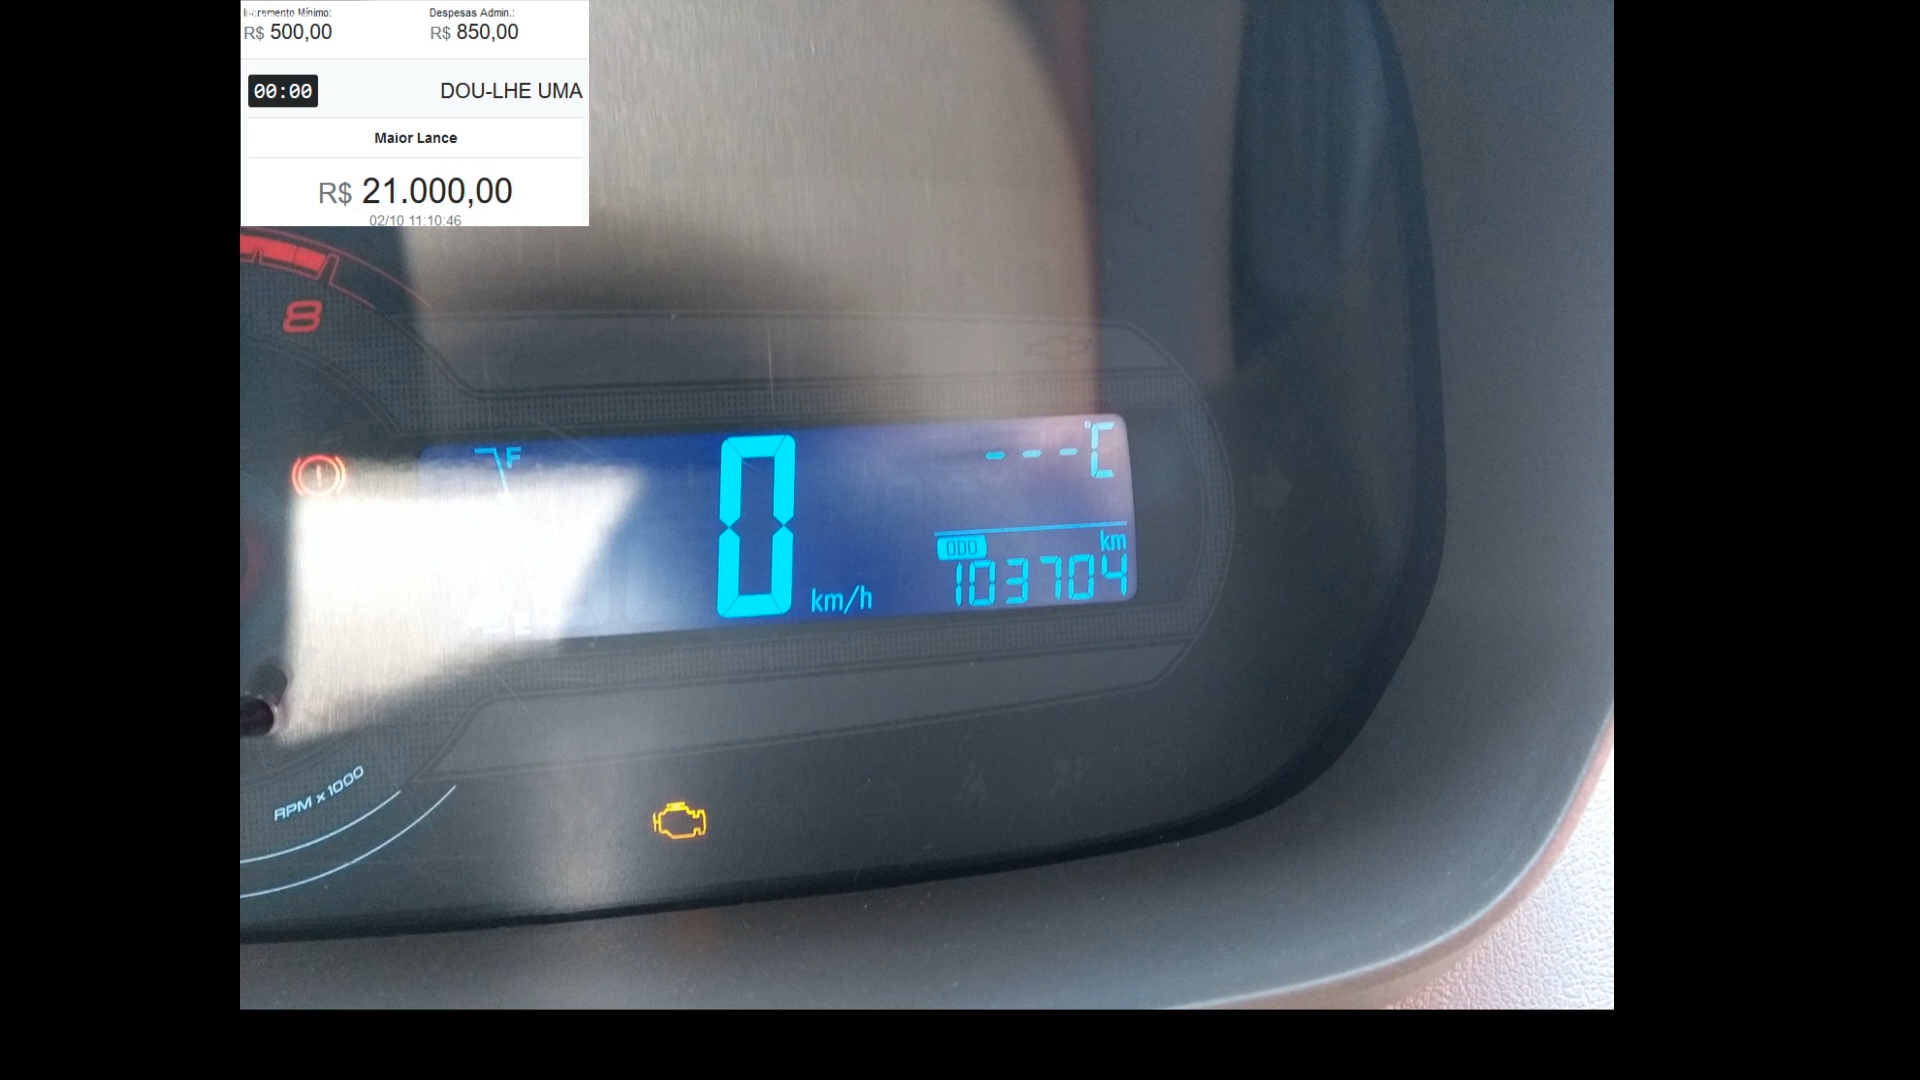 Incremento Mínimo: Despesas Admin.:
R$ 500,00 R$ 850,00
00:00 DOU-LHE UMA
Maior Lance
R$ 21.000,00
02/10 11:10:46
8
F
0 km/h
---°C
ODO km
103704
RPM x 1000